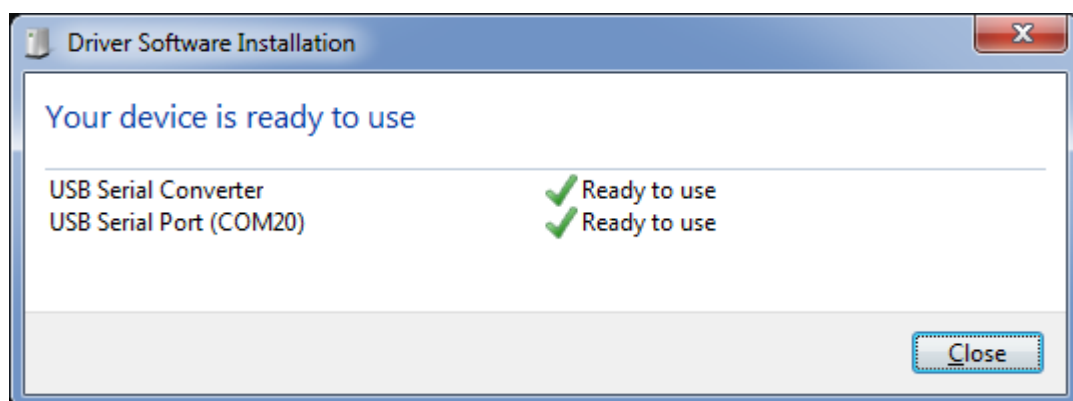 Driver Software Installation
Your device is ready to use
USB Serial Converter Ready to use
USB Serial Port (COM20) Ready to use
Close